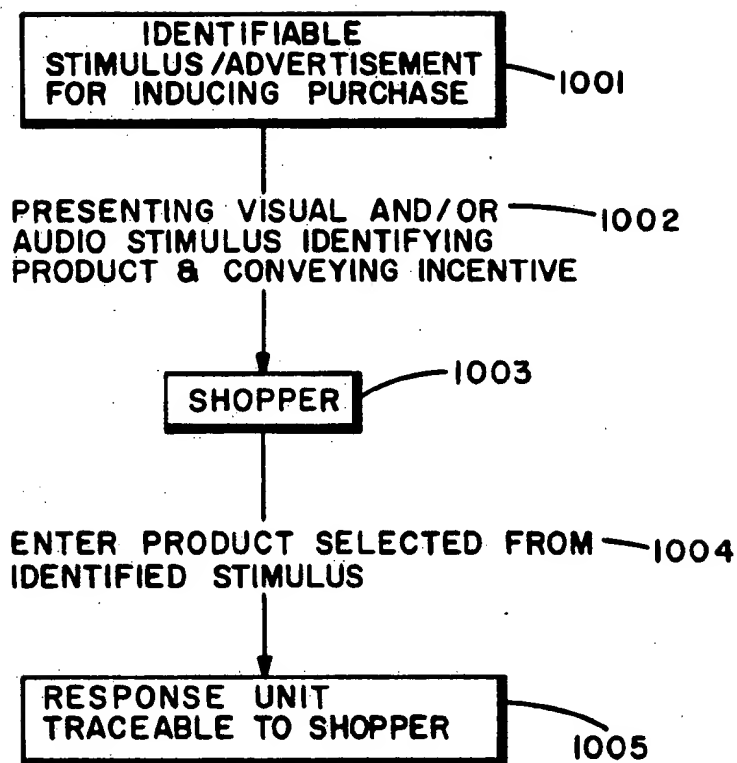 IDENTIFIABLE
STIMULUS/ADVERTISEMENT
FOR INDUCING PURCHASE
1001
PRESENTING VISUAL AND/OR
AUDIO STIMULUS IDENTIFYING
PRODUCT & CONVEYING INCENTIVE
1002
SHOPPER
1003
ENTER PRODUCT SELECTED FROM
IDENTIFIED STIMULUS
1004
RESPONSE UNIT
TRACEABLE TO SHOPPER
1005